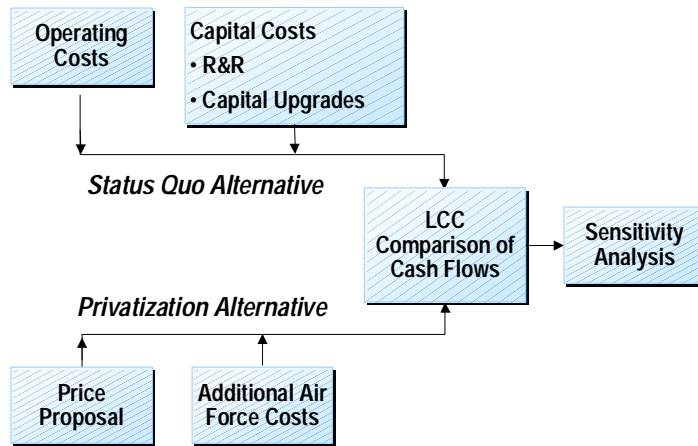 Operating
Costs
Capital Costs
• R&R
• Capital Upgrades
Status Quo Alternative
LCC
Comparison of
Cash Flows
Sensitivity
Analysis
Privatization Alternative
Price
Proposal
Additional Air
Force Costs